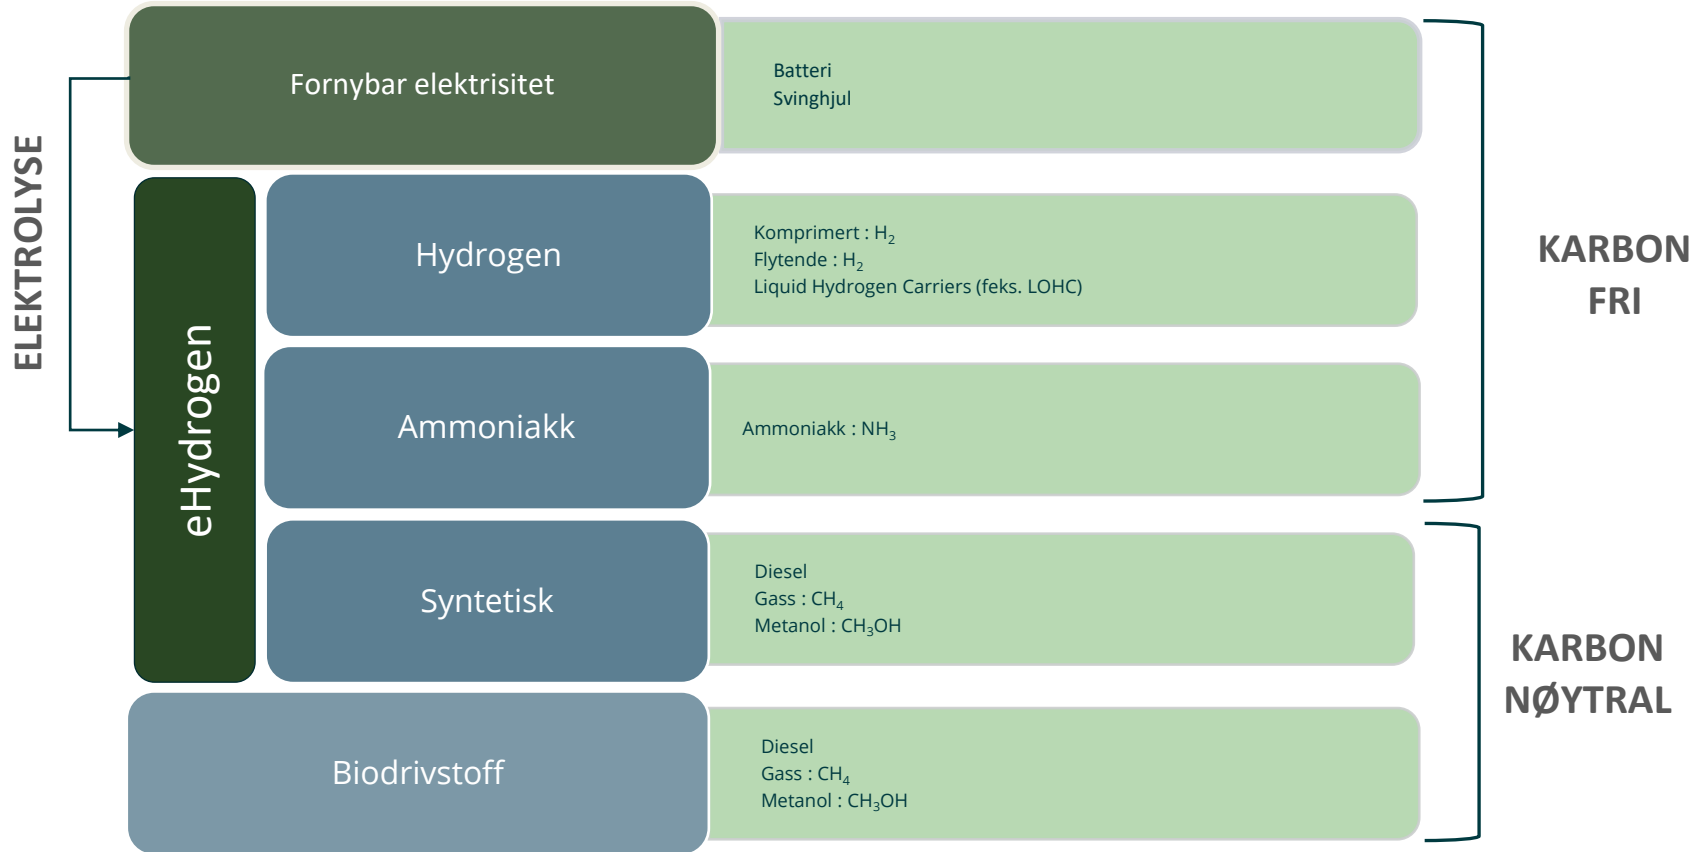 ELEKTROLYSE
Fornybar elektrisitet
Batteri
Svinghjul
eHydrogen
Hydrogen
Komprimert : H₂
Flytende : H₂
Liquid Hydrogen Carriers (feks. LOHC)
Ammoniakk
Ammoniakk : NH₃
KARBON
FRI
Syntetisk
Diesel
Gass : CH₄
Metanol : CH₃OH
Biodrivstoff
Diesel
Gass : CH₄
Metanol : CH₃OH
KARBON
NØYTRAL